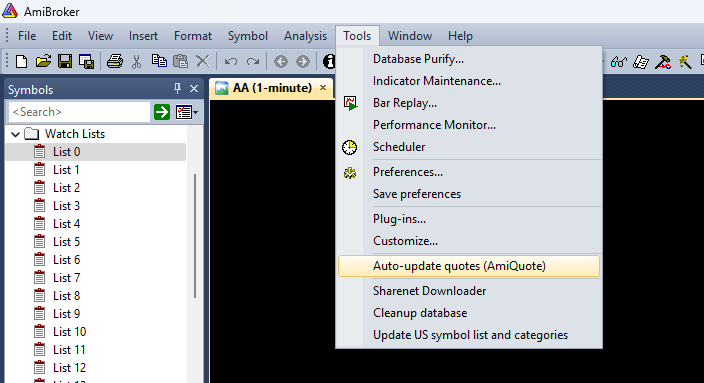 AmiBroker
File Edit View Insert Format Symbol Analysis Tools Window Help
Symbols
<Search>
Watch Lists
List 0
List 1
List 2
List 3
List 4
List 5
List 6
List 7
List 8
List 9
List 10
List 11
List 12
AA (1-minute)
Database Purify...
Indicator Maintenance...
Bar Replay...
Performance Monitor...
Scheduler
Preferences...
Save preferences
Plug-ins...
Customize...
Auto-update quotes (AmiQuote)
Sharenet Downloader
Cleanup database
Update US symbol list and categories